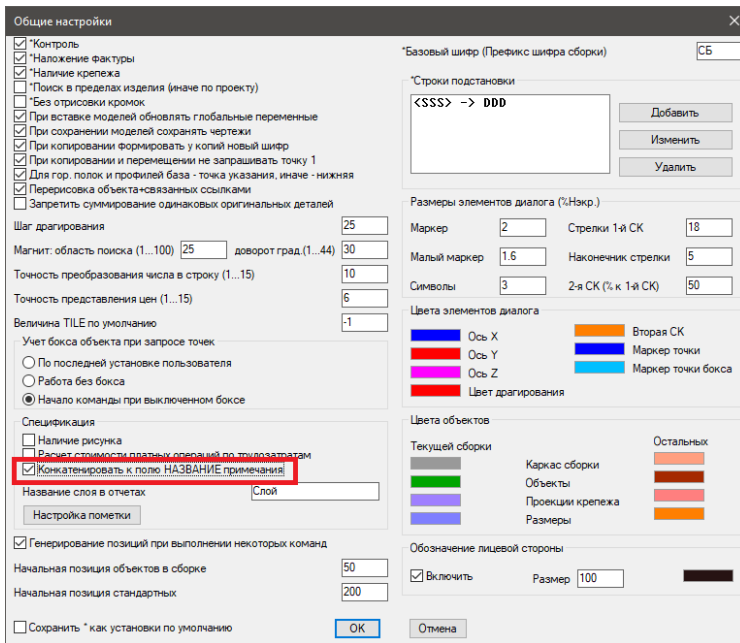 Общие настройки
*Контроль
*Наложение фактуры
*Наличие крепежа
*Поиск в пределах изделия (иначе по проекту)
*Без отрисовки кромок
При вставке моделей обновлять глобальные переменные
При сохранении моделей сохранять чертежи
При копировании формировать у копий новый шифр
При копировании и перемещении не запрашивать точку 1
Для гор. полок и профилей база - точка указания, иначе - нижняя
Перерисовка объекта+связанных ссылками
Запретить суммирование одинаковых оригинальных деталей
Шаг драгирования 25
Магнит: область поиска (1...100) 25 доворот град.(1...44) 30
Точность преобразования числа в строку (1...15) 10
Точность представления цен (1...15) 6
Величина TILE по умолчанию -1
Учет бокса объекта при запросе точек
По последней установке пользователя
Работа без бокса
Начало команды при выключенном боксе
Спецификация
Наличие рисунка
Расчет стоимости платных операций по трудозатратам
Конкатенировать к полю НАЗВАНИЕ примечания
Название слоя в отчетах Слой
Настройка пометки
Генерирование позиций при выполнении некоторых команд
Начальная позиция объектов в сборке 50
Начальная позиция стандартных 200
Сохранить * как установки по умолчанию
OK
Отмена
*Базовый шифр (Префикс шифра сборки) СБ
*Строки подстановки
<SSS> -> DDD
Добавить
Изменить
Удалить
Размеры элементов диалога (%Нэкр.)
Маркер 2 Стрелки 1-й СК 18
Малый маркер 1.6 Наконечник стрелки 5
Символы 3 2-я СК (% к 1-й СК) 50
Цвета элементов диалога
Ось X Вторая СК
Ось Y Маркер точки
Ось Z Маркер точки бокса
Цвет драгирования
Цвета объектов
Текущей сборки Остальных
Каркас сборки
Объекты
Проекции крепежа
Размеры
Обозначение лицевой стороны
Включить Размер 100